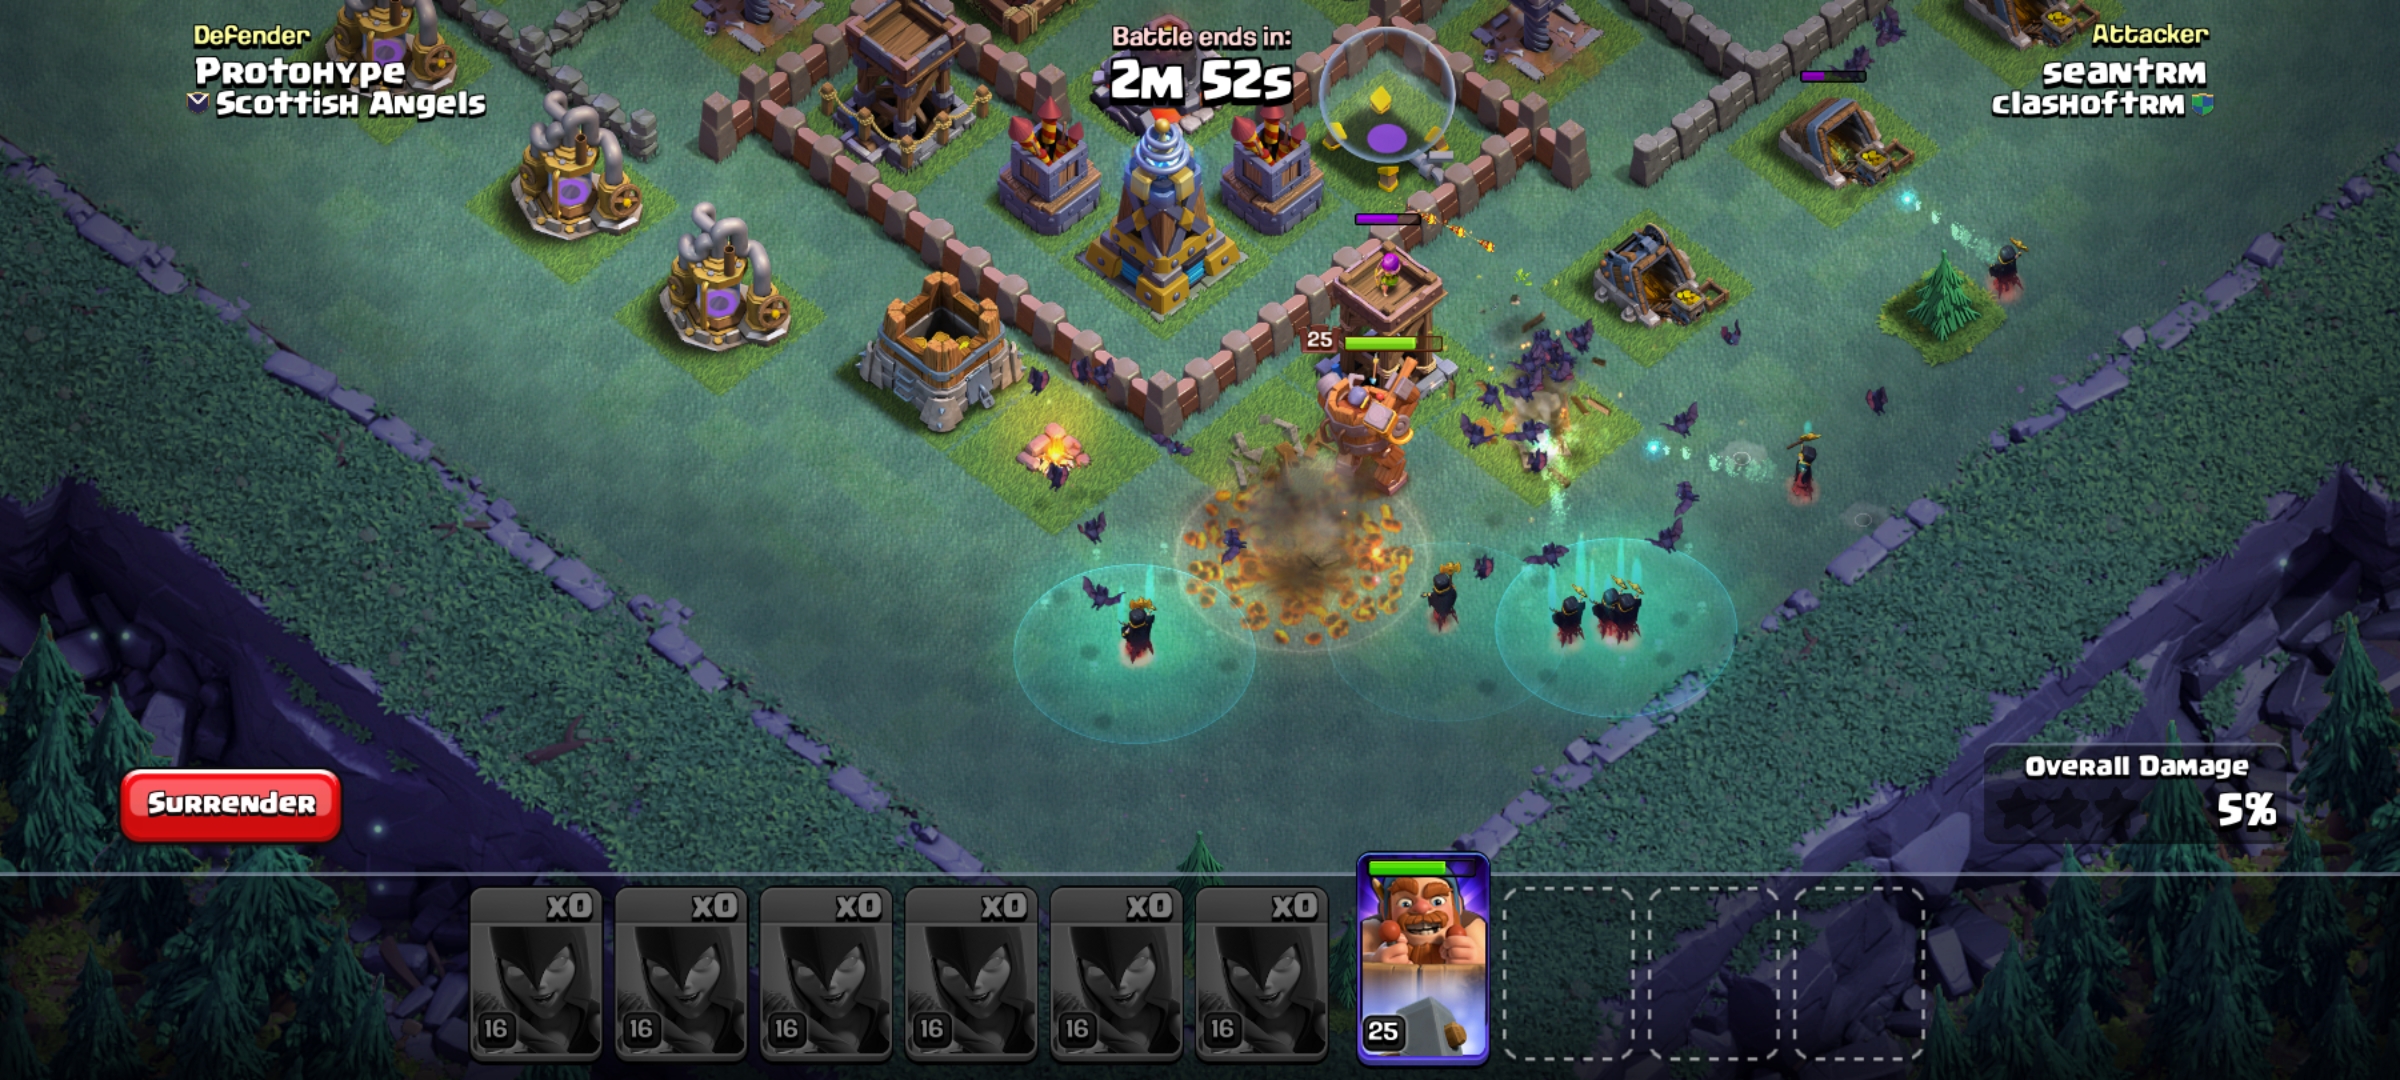 Defender
Protohype
Scottish Angels
Battle ends in:
2m 52s
Attacker
seantrm
clashoftrm
25
Surrender
Overall Damage
5%
x0
x0
x0
x0
x0
x0
16
16
16
16
16
16
25